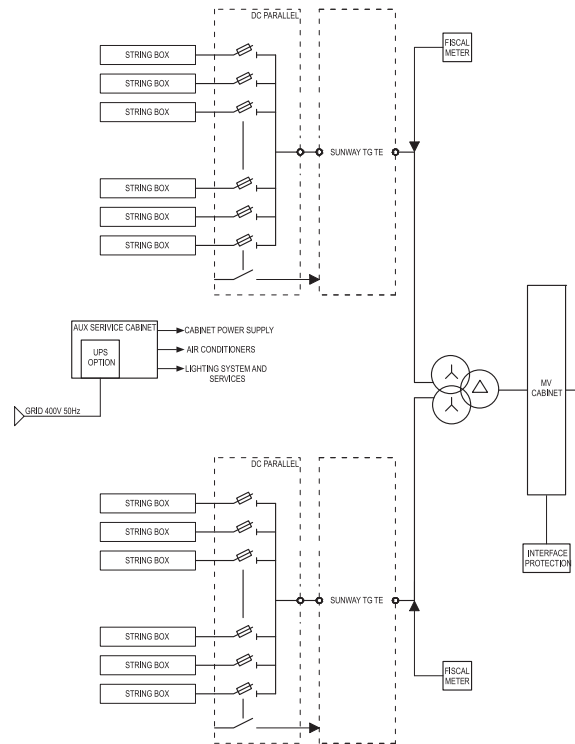 DC PARALLEL
FISCAL
METER
STRING BOX
STRING BOX
STRING BOX
SUNWAY TG TE
STRING BOX
STRING BOX
STRING BOX
AUX SERIVICE CABINET
CABINET POWER SUPPLY
UPS
OPTION
AIR CONDITIONERS
LIGHTING SYSTEM AND
SERVICES
MV
CABINET
GRID 400V 50Hz
DC PARALLEL
STRING BOX
STRING BOX
STRING BOX
INTERFACE
PROTECTION
SUNWAY TG TE
STRING BOX
STRING BOX
STRING BOX
FISCAL
METER